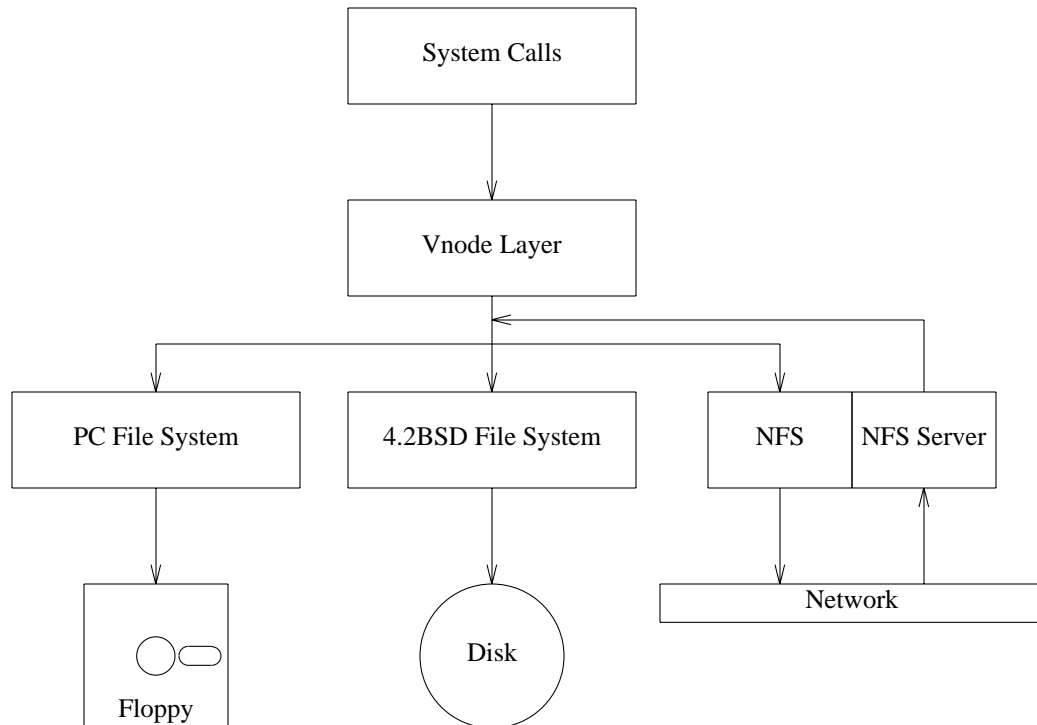 System Calls
Vnode Layer
PC File System
4.2BSD File System
NFS
NFS Server
Network
Disk
Floppy